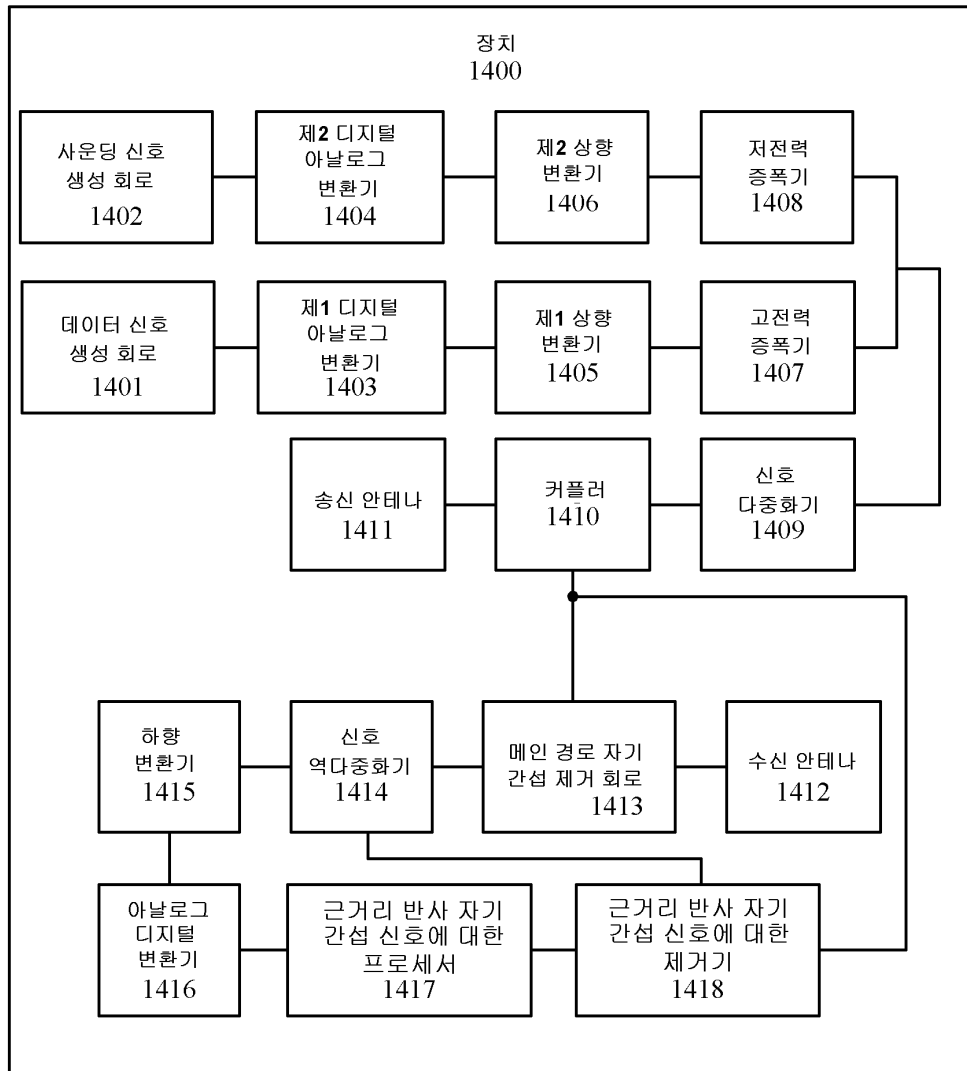 장치
1400
사운딩 신호
생성 회로
1402
제2 디지털
아날로그
변환기
1404
제2 상향
변환기
1406
저전력
증폭기
1408
데이터 신호
생성 회로
1401
제1 디지털
아날로그
변환기
1403
제1 상향
변환기
1405
고전력
증폭기
1407
송신 안테나
1411
커플러
1410
신호
다중화기
1409
하향
변환기
1415
신호
역다중화기
1414
메인 경로 자기
간섭 제거 회로
1413
수신 안테나
1412
아날로그
디지털
변환기
1416
근거리 반사 자기
간섭 신호에 대한
프로세서
1417
근거리 반사 자기
간섭 신호에 대한
제거기
1418